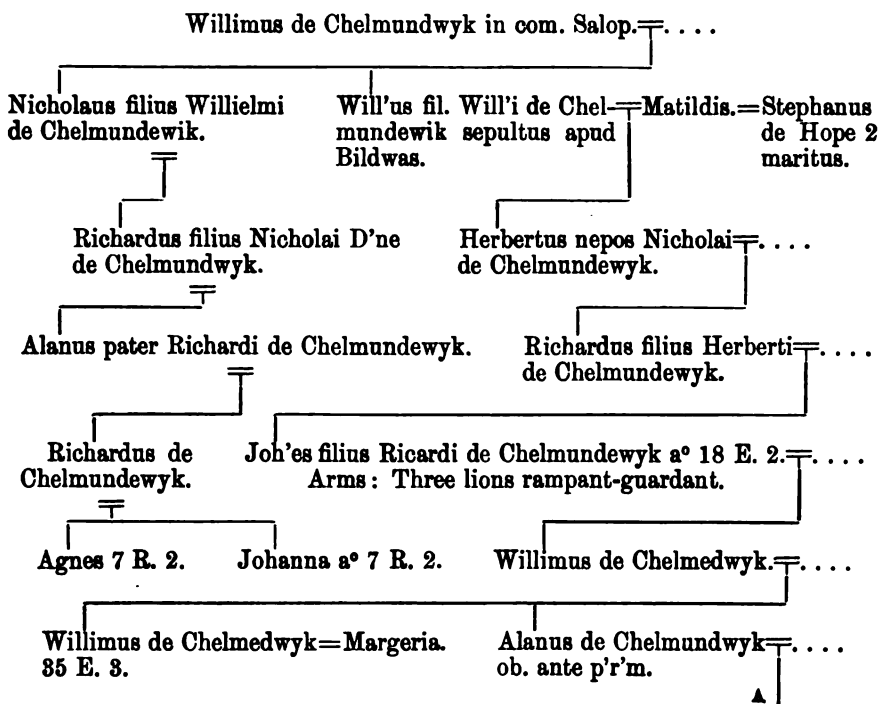 Willimus de Chelmundwyk in com. Salop.=. . . .
Nicholaus filius Willielmi
de Chelmundewik.
Will'us fil. Will'i de Chel-=Matildis.=Stephanus
mundewik sepultus apud
Bildwas.
de Hope 2
maritus.
Richardus filius Nicholai D'ne
de Chelmundwyk.
Herbertus nepos Nicholai=. . . .
de Chelmundewyk.
Alanus pater Richardi de Chelmundewyk.
Richardus filius Herberti=. . . .
de Chelmundewyk.
Richardus de
Chelmundewyk.
Joh'es filius Ricardi de Chelmundewyk aº 18 E. 2.=. . . .
Arms: Three lions rampant-guardant.
Agnes 7 R. 2.
Johanna aº 7 R. 2.
Willimus de Chelmedwyk.=. . . .
Willimus de Chelmedwyk=Margeria.
35 E. 3.
Alanus de Chelmundwyk=. . . .
ob. ante p'r'm.
A